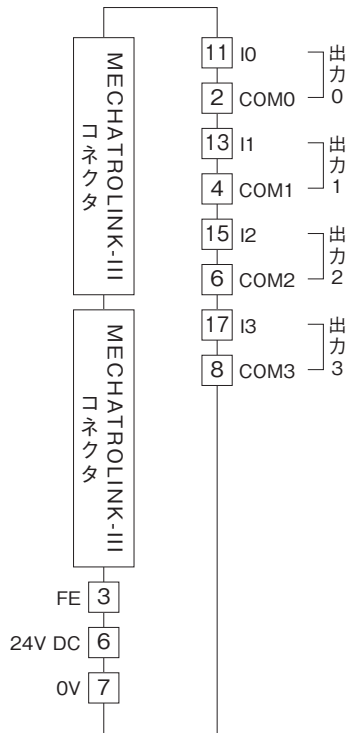 MECHATROLINK-III
コネクタ
MECHATROLINK-III
コネクタ
FE 3
24V DC 6
0V 7
11 I0
2 COM0
出力0
13 I1
4 COM1
出力1
15 I2
6 COM2
出力2
17 I3
8 COM3
出力3